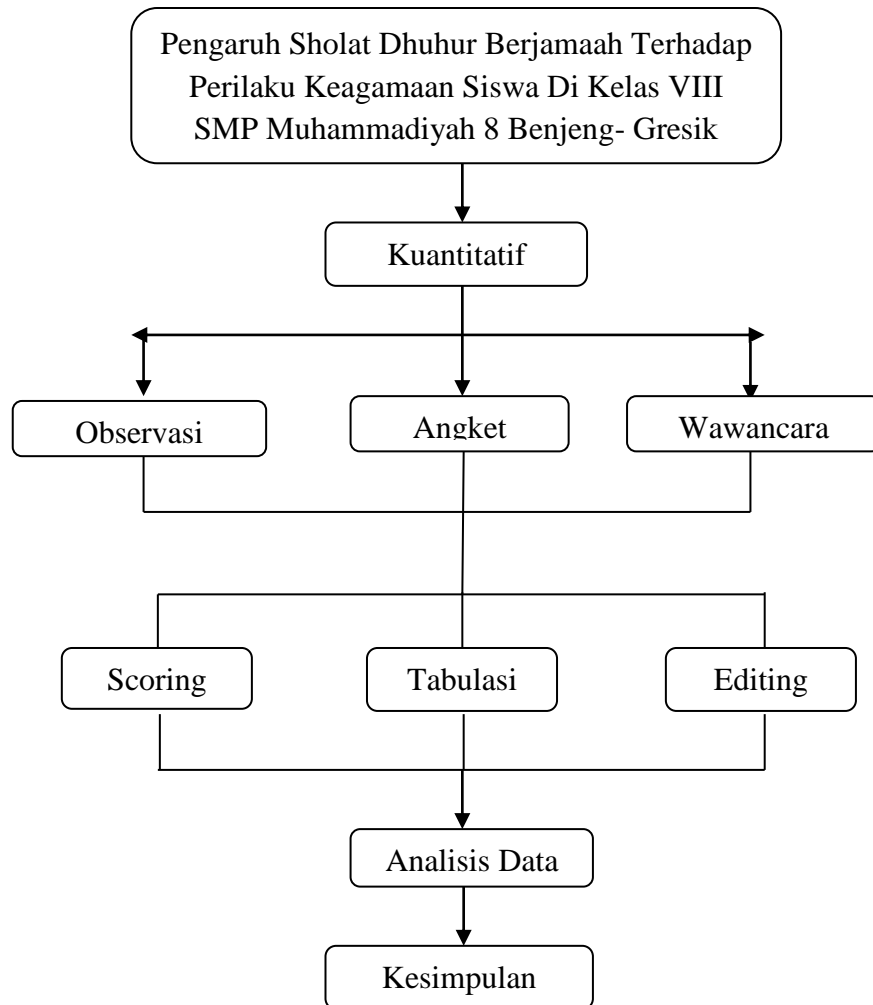 Pengaruh Sholat Dhuhur Berjamaah Terhadap
Perilaku Keagamaan Siswa Di Kelas VIII
SMP Muhammadiyah 8 Benjeng- Gresik
Kuantitatif
Observasi
Angket
Wawancara
Scoring
Tabulasi
Editing
Analisis Data
Kesimpulan